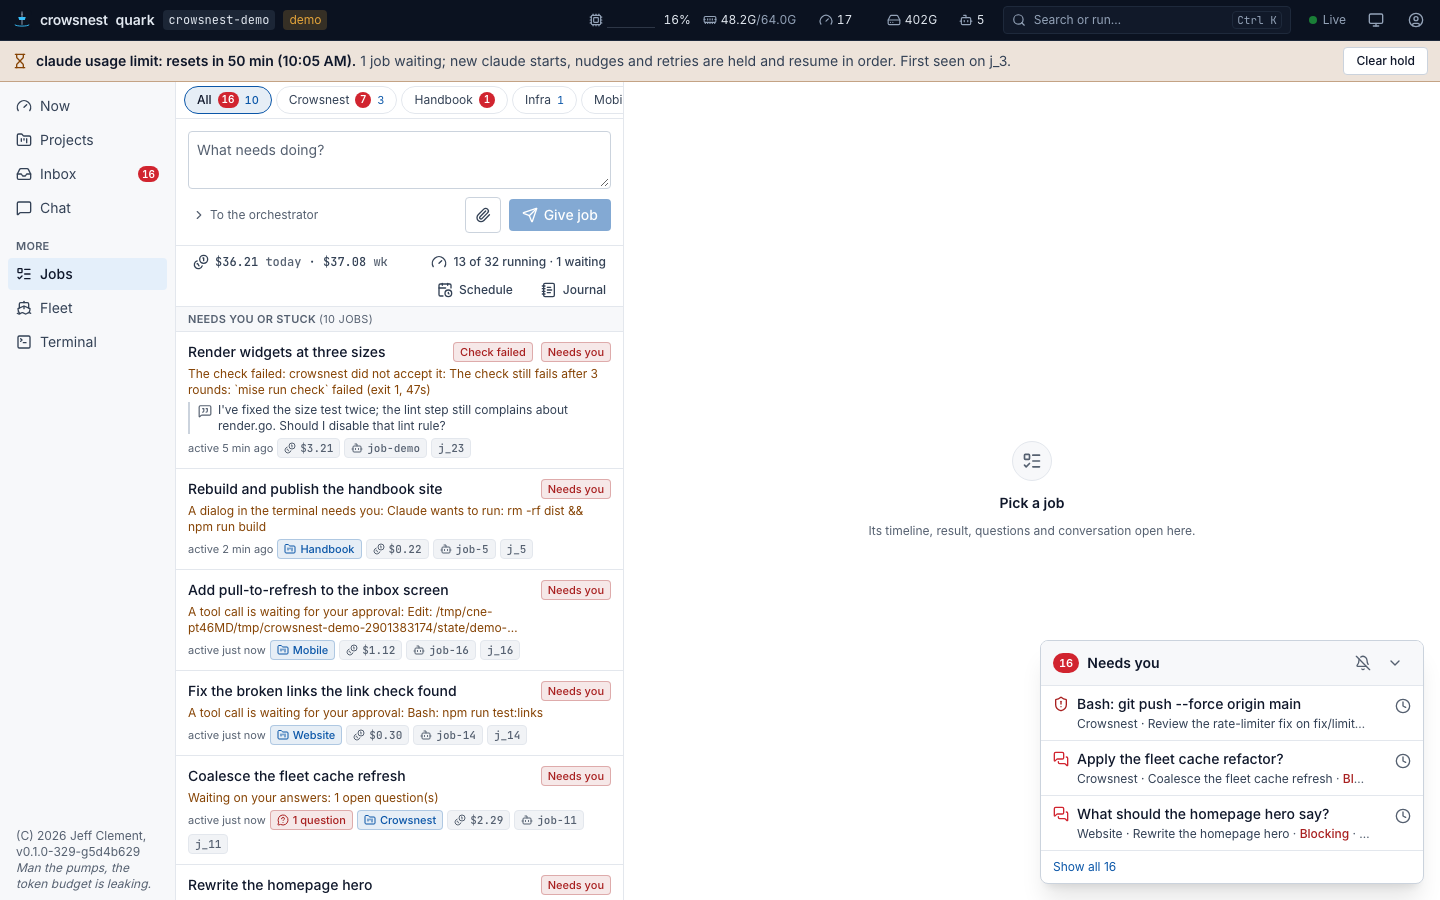 crowsnest quark crowsnest-demo demo 16% 48.2G/64.0G 17 402G 5 Search or run... Ctrl K Live
claude usage limit: resets in 50 min (10:05 AM). 1 job waiting; new claude starts, nudges and retries are held and resume in order. First seen on j_3. Clear hold
Now
Projects
Inbox 16
Chat
MORE
Jobs
Fleet
Terminal
(C) 2026 Jeff Clement,
v0.1.0-329-g5d4b629
Man the pumps, the
token budget is leaking.
All 16 10 Crowsnest 7 3 Handbook 1 Infra 1 Mobi
What needs doing?
To the orchestrator Give job
$36.21 today · $37.08 wk 13 of 32 running · 1 waiting
Schedule Journal
NEEDS YOU OR STUCK (10 JOBS)
Render widgets at three sizes Check failed Needs you
The check failed: crowsnest did not accept it: The check still fails after 3
rounds: `mise run check` failed (exit 1, 47s)
I've fixed the size test twice; the lint step still complains about
render.go. Should I disable that lint rule?
active 5 min ago $3.21 job-demo j_23
Rebuild and publish the handbook site Needs you
A dialog in the terminal needs you: Claude wants to run: rm -rf dist &&
npm run build
active 2 min ago Handbook $0.22 job-5 j_5
Add pull-to-refresh to the inbox screen Needs you
A tool call is waiting for your approval: Edit: /tmp/cne-
pt46MD/tmp/crowsnest-demo-2901383174/state/demo-...
active just now Mobile $1.12 job-16 j_16
Fix the broken links the link check found Needs you
A tool call is waiting for your approval: Bash: npm run test:links
active just now Website $0.30 job-14 j_14
Coalesce the fleet cache refresh Needs you
Waiting on your answers: 1 open question(s)
active just now 1 question Crowsnest $2.29 job-11
j_11
Rewrite the homepage hero Needs you
Pick a job
Its timeline, result, questions and conversation open here.
16 Needs you
Bash: git push --force origin main
Crowsnest · Review the rate-limiter fix on fix/limit...
Apply the fleet cache refactor?
Crowsnest · Coalesce the fleet cache refresh · Bl...
What should the homepage hero say?
Website · Rewrite the homepage hero · Blocking · ...
Show all 16